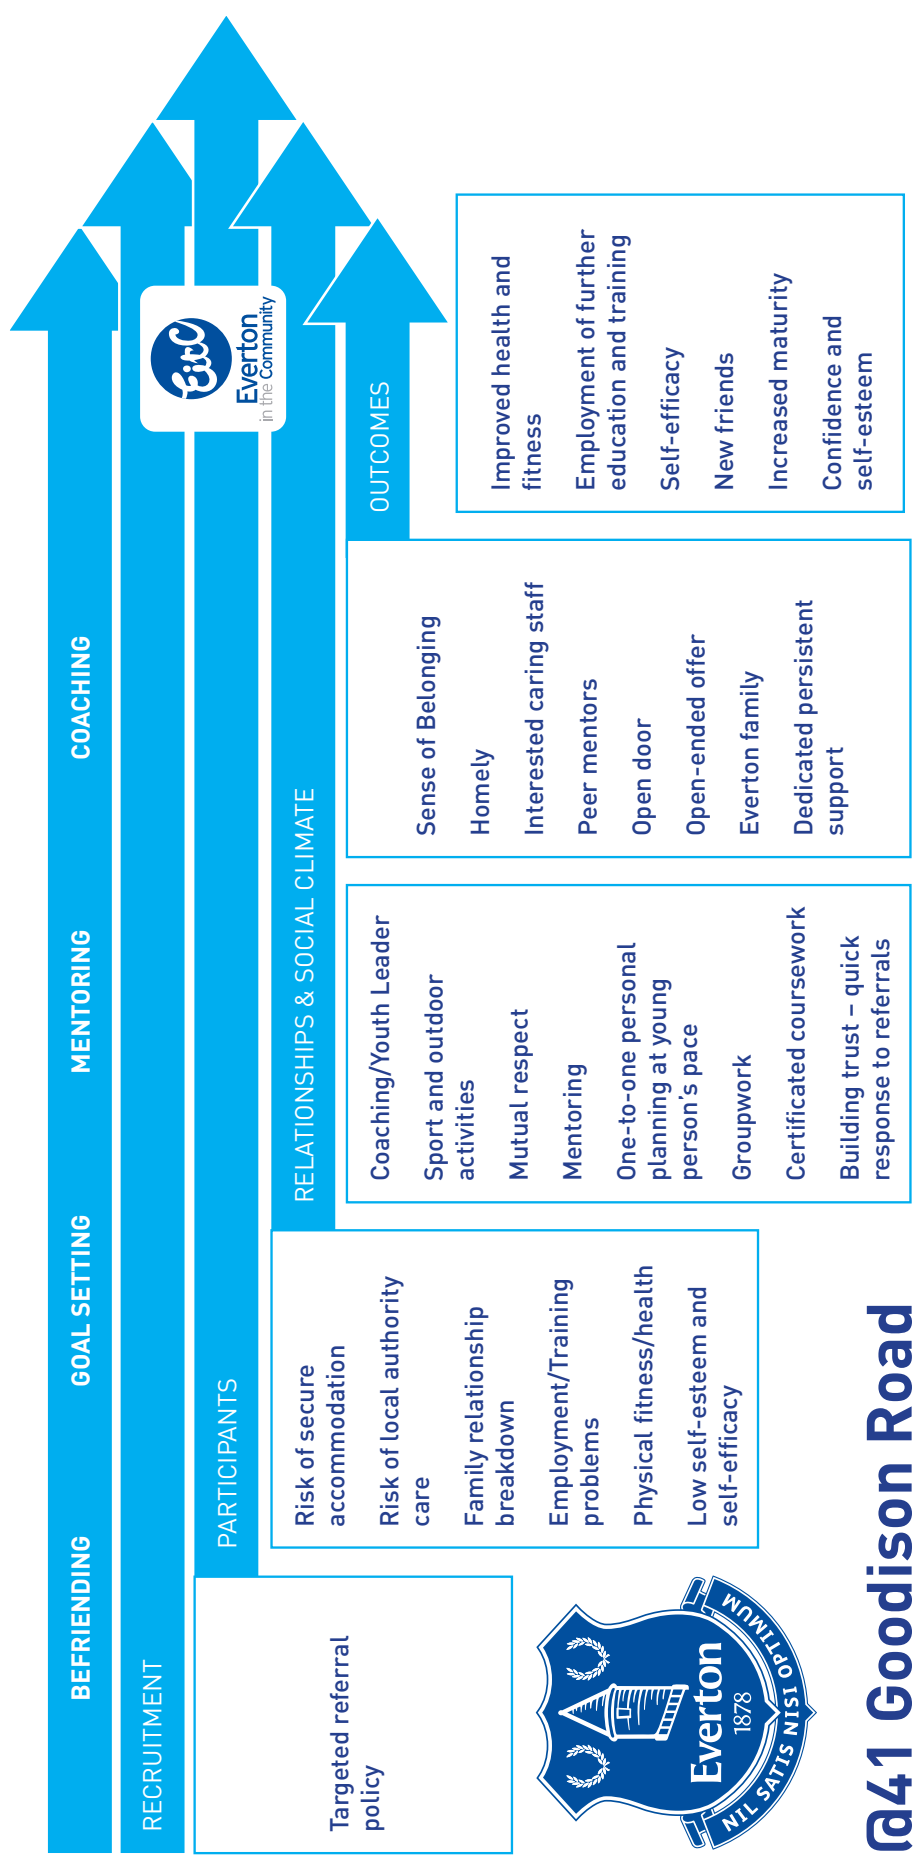 BEFRIENDING
GOAL SETTING
MENTORING
COACHING
RECRUITMENT
Targeted referral
policy
PARTICIPANTS
Risk of secure
accommodation
Risk of local authority
care
Family relationship
breakdown
Employment/Training
problems
Physical fitness/health
Low self-esteem and
self-efficacy
RELATIONSHIPS & SOCIAL CLIMATE
Coaching/Youth Leader
Sport and outdoor
activities
Mutual respect
Mentoring
One-to-one personal
planning at young
person's pace
Groupwork
Certificated coursework
Building trust – quick
response to referrals
Sense of Belonging
Homely
Interested caring staff
Peer mentors
Open door
Open-ended offer
Everton family
Dedicated persistent
support
OUTCOMES
Improved health and
fitness
Employment of further
education and training
Self-efficacy
New friends
Increased maturity
Confidence and
self-esteem
EitC
Everton
in the Community
Everton
1878
NIL SATIS NISI OPTIMUM
@41 Goodison Road